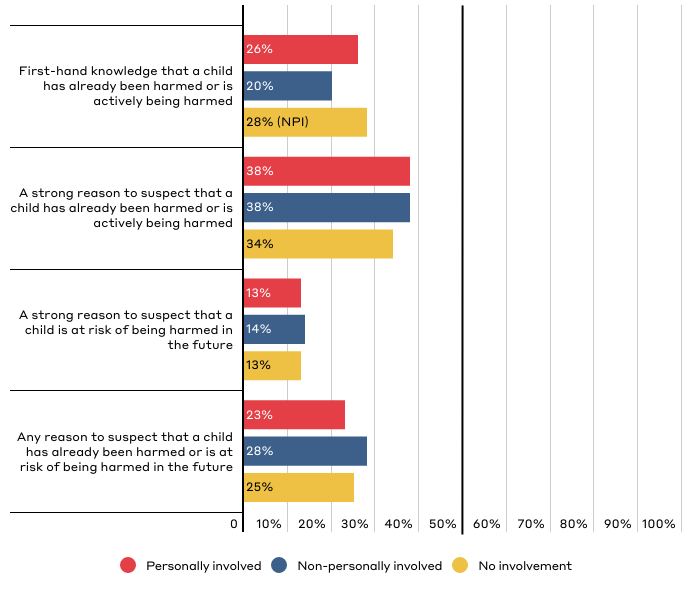 26%
First-hand knowledge that a child
has already been harmed or is
actively being harmed
20%
28% (NPI)
38%
A strong reason to suspect that a
child has already been harmed or is
actively being harmed
38%
34%
13%
A strong reason to suspect that a
child is at risk of being harmed in
the future
14%
13%
23%
Any reason to suspect that a child
has already been harmed or is at
risk of being harmed in the future
28%
25%
0 10% 20% 30% 40% 50% 60% 70% 80% 90% 100%
Personally involved Non-personally involved No involvement